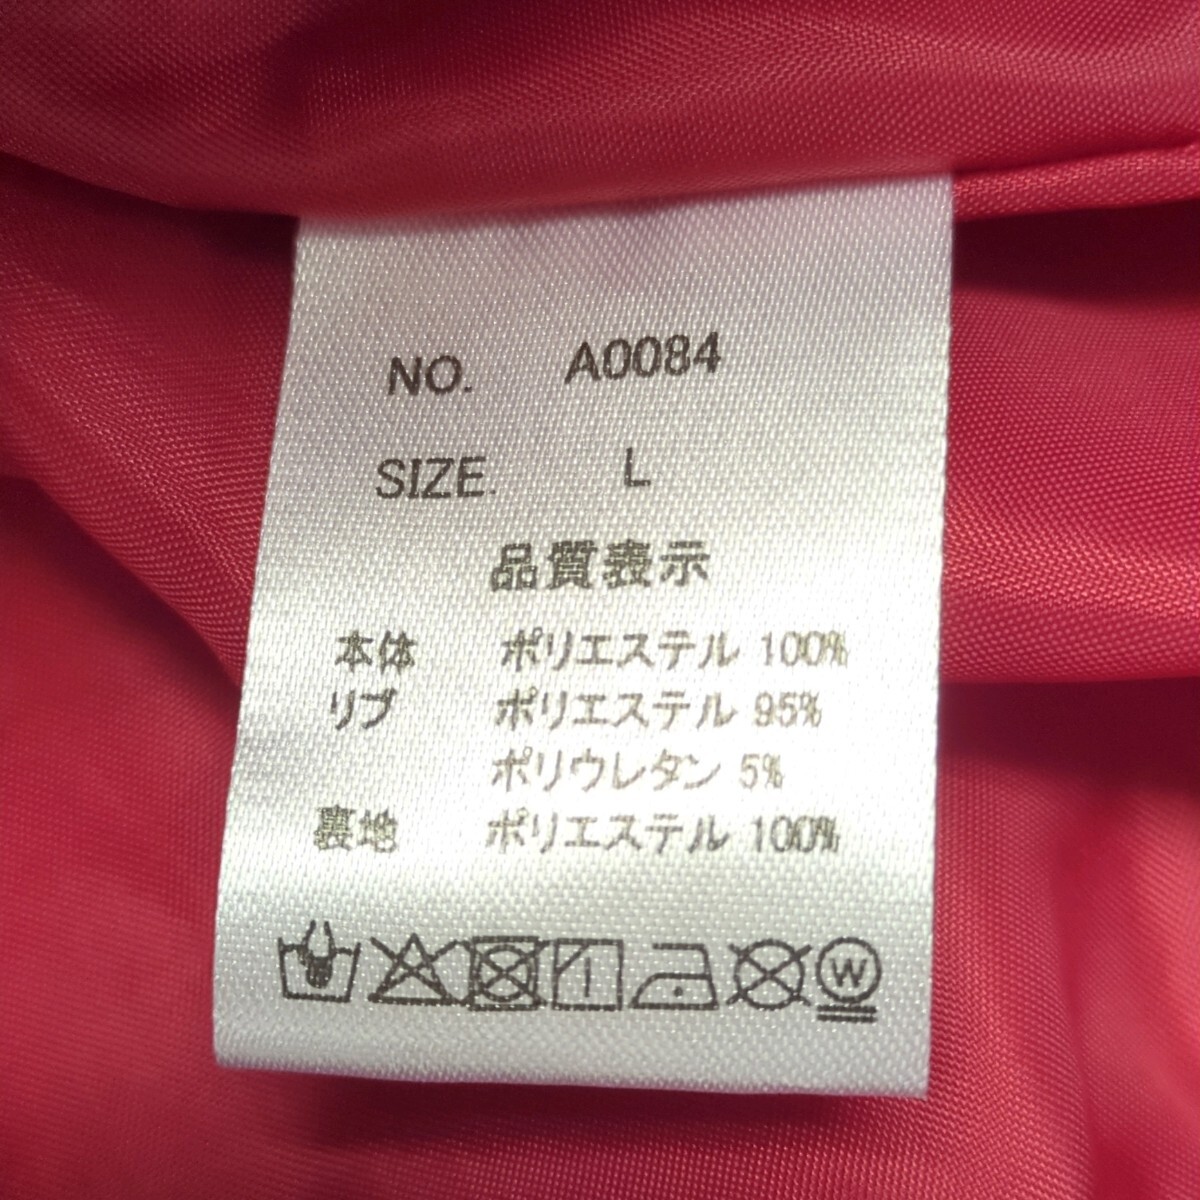 NO. A0084
SIZE. L
品質表示
本体 ポリエステル 100%
リブ ポリエステル 95%
ポリウレタン 5%
裏地 ポリエステル 100%
W